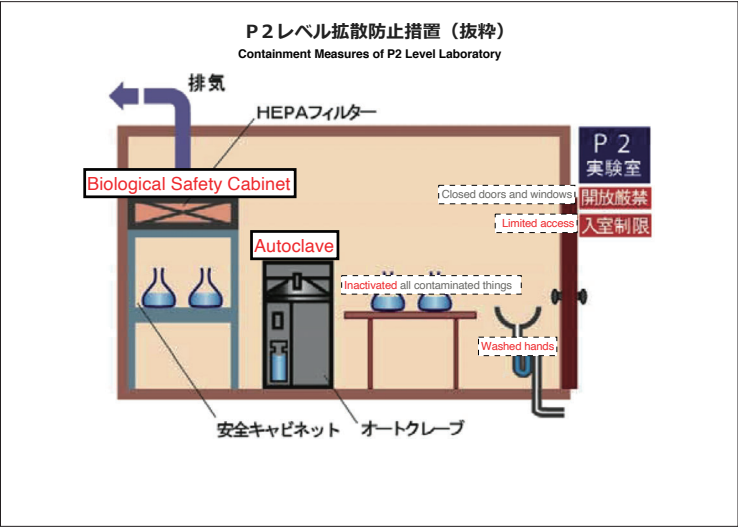 P2レベル拡散防止措置（抜粋）
Containment Measures of P2 Level Laboratory
排気
HEPAフィルター
P 2
実験室
Biological Safety Cabinet
Closed doors and windows
開放厳禁
Limited access
入室制限
Autoclave
Inactivated all contaminated things
Washed hands
安全キャビネット
オートクレーブ